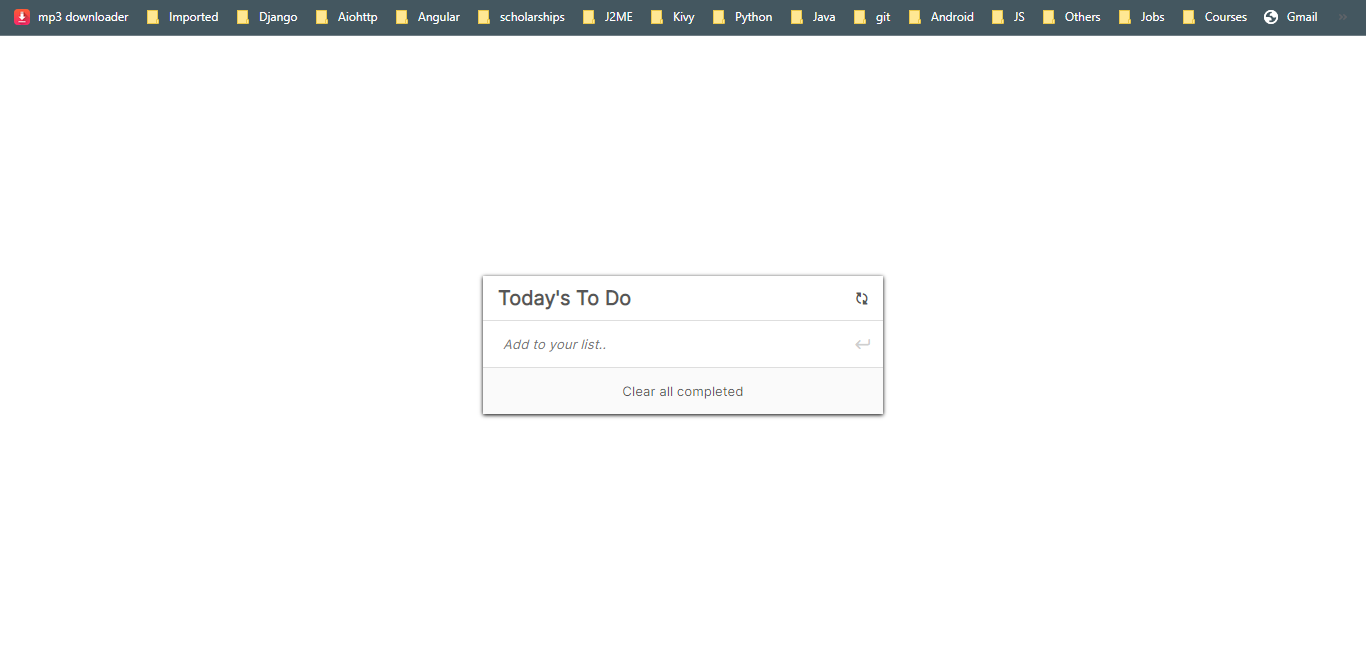 mp3 downloader Imported Django Aiohttp Angular scholarships J2ME Kivy Python Java git Android JS Others Jobs Courses Gmail »
Today's To Do
Add to your list..
Clear all completed